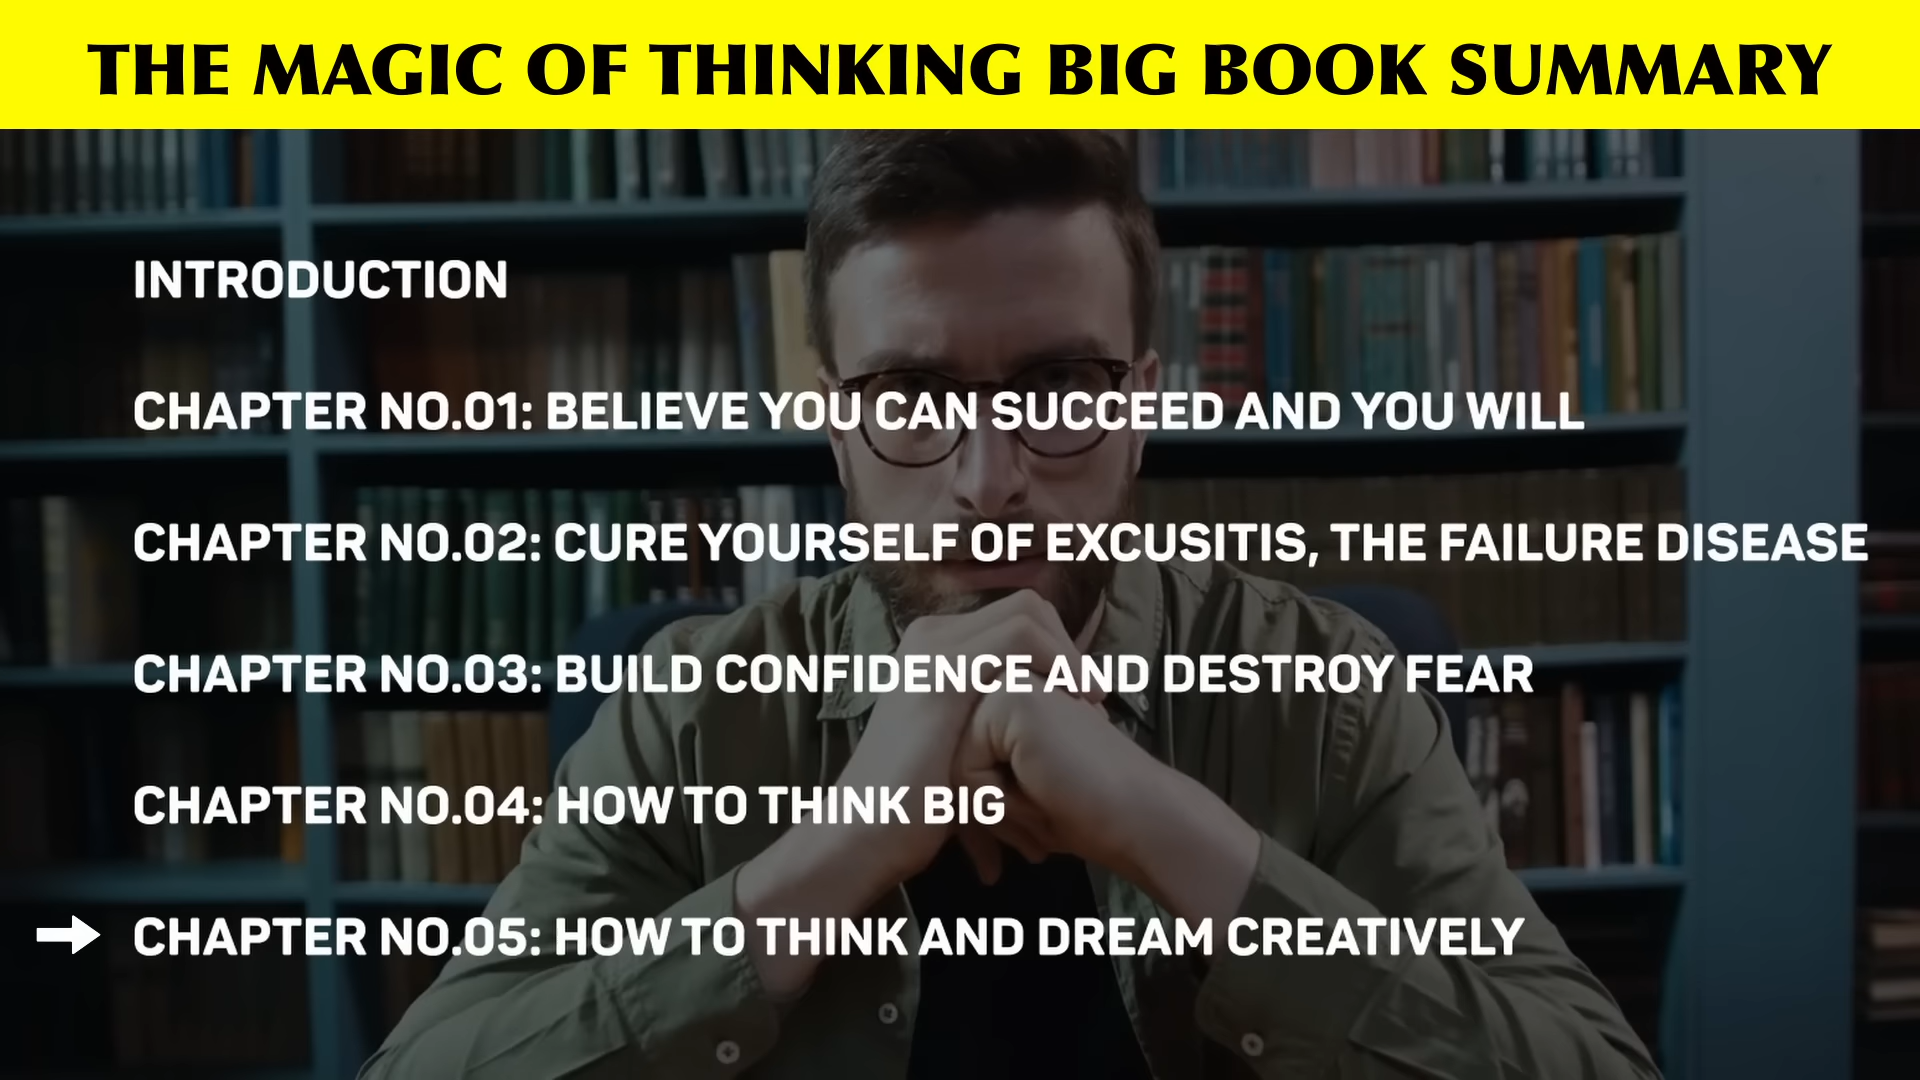 THE MAGIC OF THINKING BIG BOOK SUMMARY
INTRODUCTION
CHAPTER NO.01: BELIEVE YOU CAN SUCCEED AND YOU WILL
CHAPTER NO.02: CURE YOURSELF OF EXCUSITIS, THE FAILURE DISEASE
CHAPTER NO.03: BUILD CONFIDENCE AND DESTROY FEAR
CHAPTER NO.04: HOW TO THINK BIG
CHAPTER NO.05: HOW TO THINK AND DREAM CREATIVELY